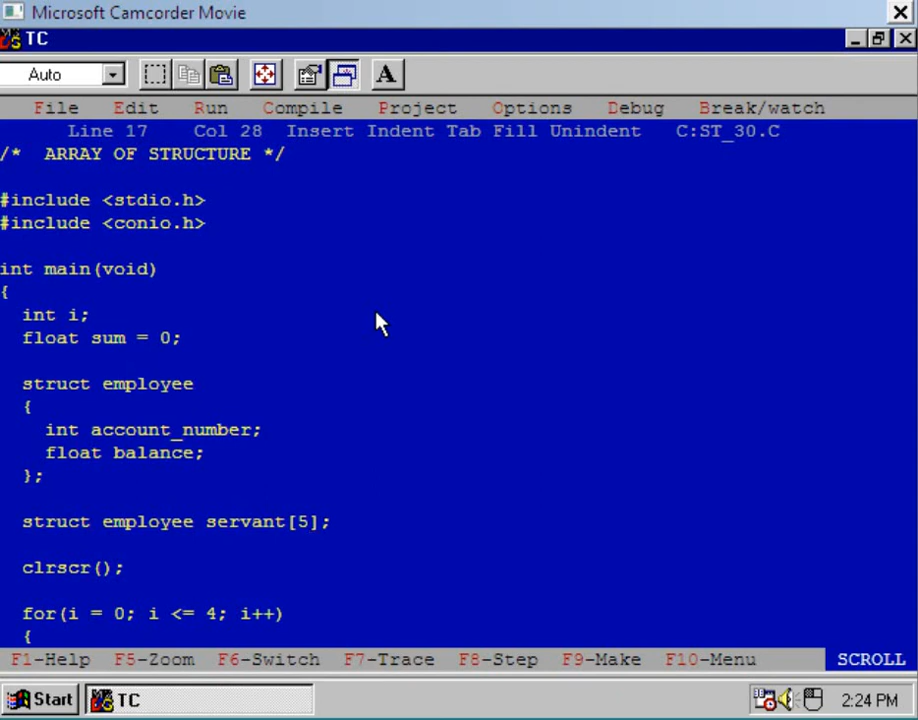 Microsoft Camcorder Movie
TC
Auto A
File Edit Run Compile Project Options Debug Break/watch
Line 17 Col 28 Insert Indent Tab Fill Unindent C:ST_30.C
/* ARRAY OF STRUCTURE */
#include <stdio.h>
#include <conio.h>
int main(void)
{
int i;
float sum = 0;
struct employee
{
int account_number;
float balance;
};
struct employee servant[5];
clrscr();
for(i = 0; i <= 4; i++)
{
F1-Help F5-Zoom F6-Switch F7-Trace F8-Step F9-Make F10-Menu SCROLL
Start TC 2:24 PM